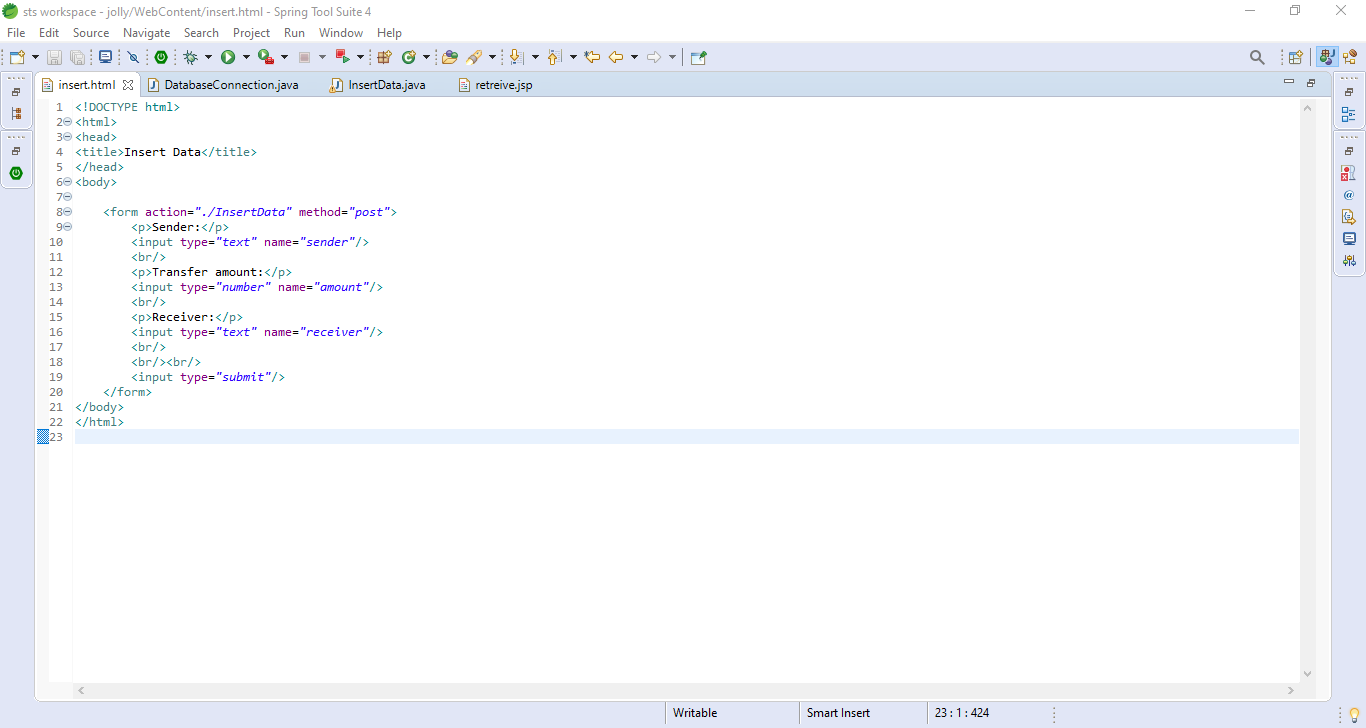 sts workspace - jolly/WebContent/insert.html - Spring Tool Suite 4
File Edit Source Navigate Search Project Run Window Help
insert.html DatabaseConnection.java InsertData.java retreive.jsp
1 <!DOCTYPE html>
2 <html>
3 <head>
4 <title>Insert Data</title>
5 </head>
6 <body>
7
8 <form action="./InsertData" method="post">
9 <p>Sender:</p>
10 <input type="text" name="sender"/>
11 <br/>
12 <p>Transfer amount:</p>
13 <input type="number" name="amount"/>
14 <br/>
15 <p>Receiver:</p>
16 <input type="text" name="receiver"/>
17 <br/>
18 <br/><br/>
19 <input type="submit"/>
20 </form>
21 </body>
22 </html>
23
Writable Smart Insert 23 : 1 : 424